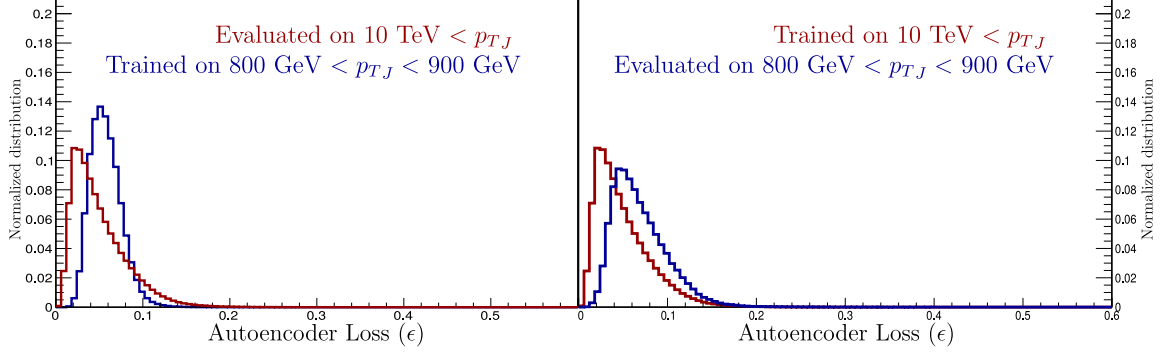 Evaluated on 10 TeV < p_{TJ}
Trained on 800 GeV < p_{TJ} < 900 GeV
Normalized distribution
0.2
0.18
0.16
0.14
0.12
0.1
0.08
0.06
0.04
0.02
0
0 0.1 0.2 0.3 0.4 0.5
Autoencoder Loss (ϵ)
Trained on 10 TeV < p_{TJ}
Evaluated on 800 GeV < p_{TJ} < 900 GeV
0 0.1 0.2 0.3 0.4 0.5 0.6
Autoencoder Loss (ϵ)
0.2
0.18
0.16
0.14
0.12
0.1
0.08
0.06
0.04
0.02
0
Normalized distribution